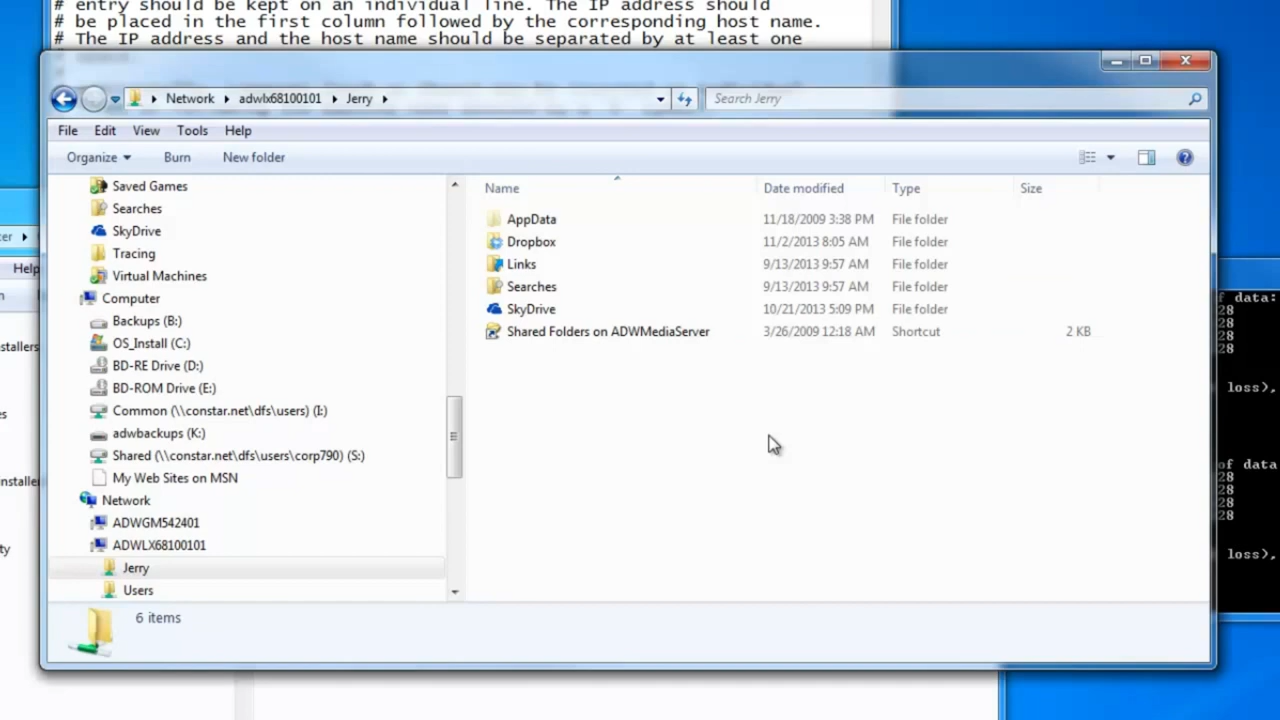 # entry should be kept on an individual line. The IP address should
# be placed in the first column followed by the corresponding host name.
# The IP address and the host name should be separated by at least one
Network adwlx68100101 Jerry
Search Jerry
File Edit View Tools Help
Organize Burn New folder
Saved Games
Searches
SkyDrive
Tracing
Virtual Machines
Computer
Backups (B:)
OS_Install (C:)
BD-RE Drive (D:)
BD-ROM Drive (E:)
Common (\\constar.net\dfs\users) (I:)
adwbackups (K:)
Shared (\\constar.net\dfs\users\corp790) (S:)
My Web Sites on MSN
Network
ADWGM542401
ADWLX68100101
Jerry
Users
Name Date modified Type Size
AppData 11/18/2009 3:38 PM File folder
Dropbox 11/2/2013 8:05 AM File folder
Links 9/13/2013 9:57 AM File folder
Searches 9/13/2013 9:57 AM File folder
SkyDrive 10/21/2013 5:09 PM File folder
Shared Folders on ADWMediaServer 3/26/2009 12:18 AM Shortcut 2 KB
6 items
Help
f data:
28
28
28
28
loss),
of data
28
28
28
28
loss),